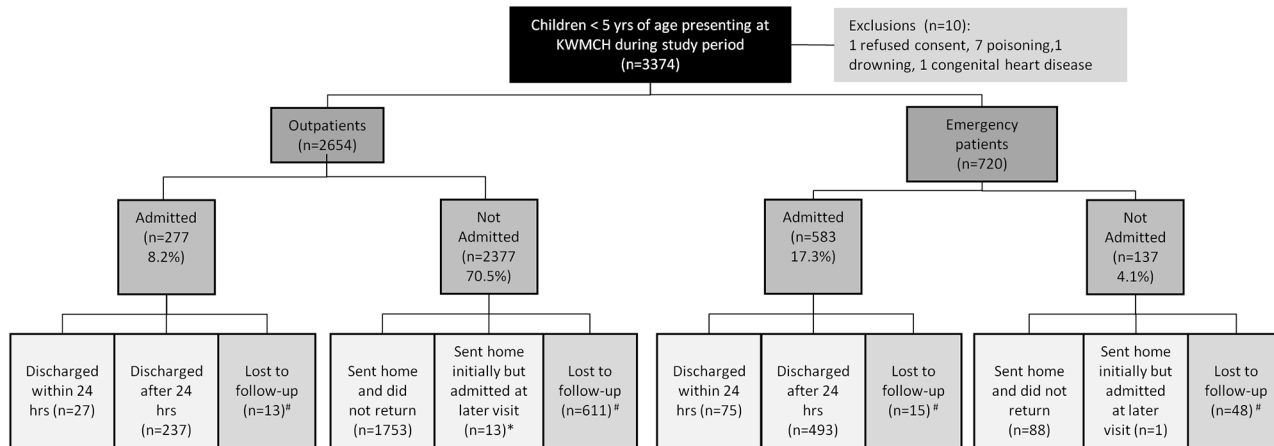 Children < 5 yrs of age presenting at
KWMCH during study period
(n=3374)
Exclusions (n=10):
1 refused consent, 7 poisoning,1
drowning, 1 congenital heart disease
Outpatients
(n=2654)
Emergency
patients
(n=720)
Admitted
(n=277
8.2%)
Not
Admitted
(n=2377
70.5%)
Admitted
(n=583
17.3%)
Not
Admitted
(n=137
4.1%)
Discharged
within 24
hrs (n=27)
Discharged
after 24
hrs
(n=237)
Lost to
follow-up
(n=13)#
Sent home
and did
not return
(n=1753)
Sent home
initially but
admitted at
later visit
(n=13)*
Lost to
follow-up
(n=611)#
Discharged
within 24
hrs (n=75)
Discharged
after 24 hrs
(n=493)
Lost to
follow-up
(n=15)#
Sent home
and did not
return
(n=88)
Sent home
initially but
admitted
at later
visit (n=1)
Lost to
follow-up
(n=48)#